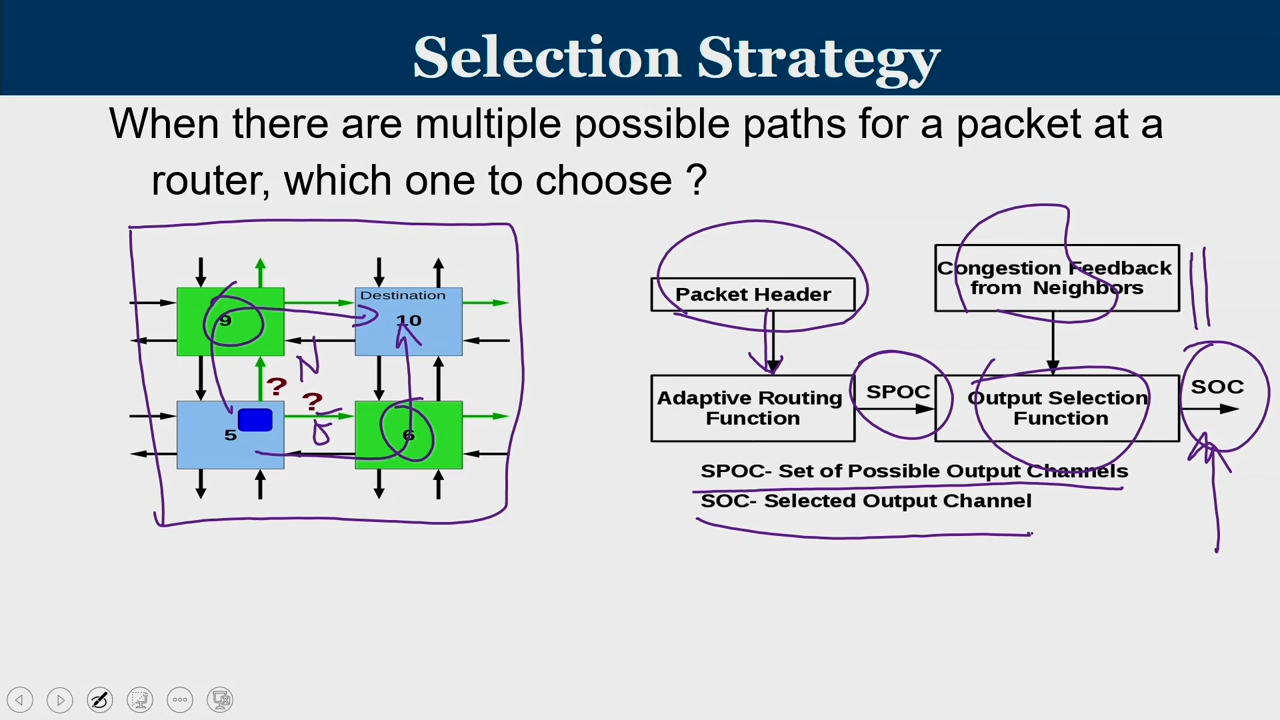 Selection Strategy
When there are multiple possible paths for a packet at a
router, which one to choose ?
9
Destination
10
N
?
?
5
6
Packet Header
Congestion Feedback
from Neighbors
Adaptive Routing
Function
SPOC
Output Selection
Function
SOC
SPOC- Set of Possible Output Channels
SOC- Selected Output Channel